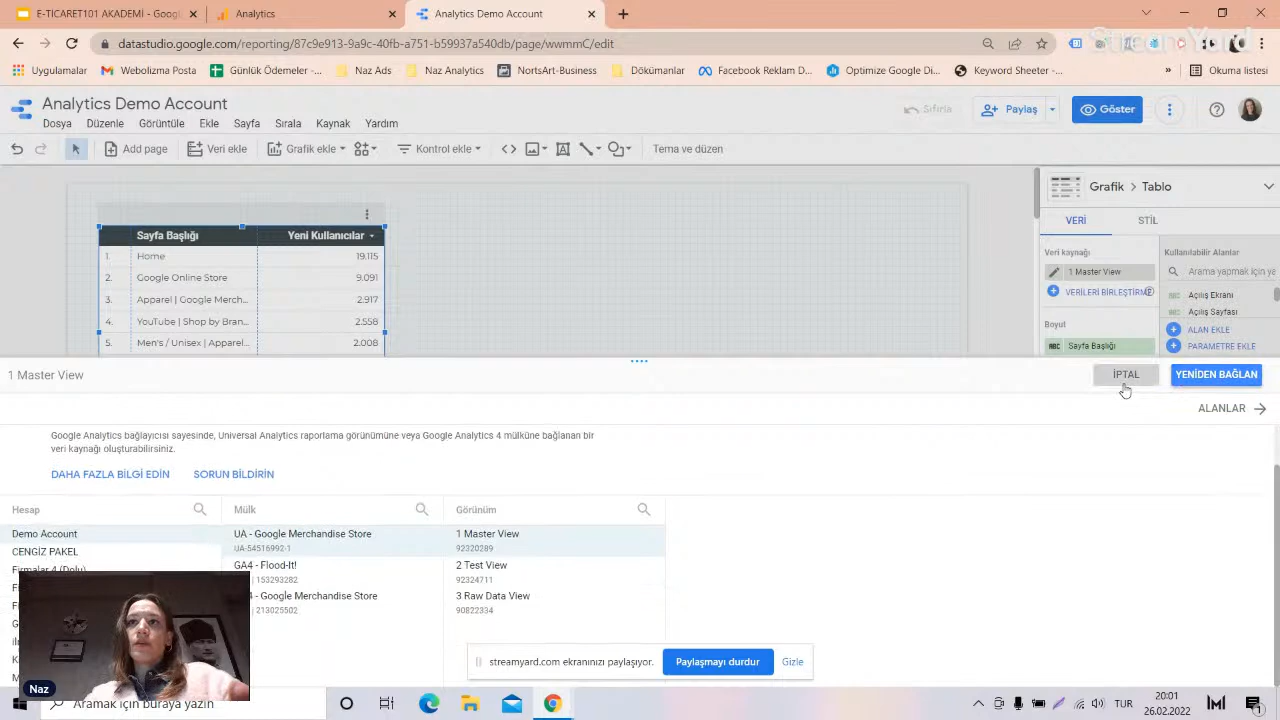 E-TICARET101 AKADEMİ - Googl
Analytics
Analytics Demo Account
datastudio.google.com/reporting/87c9e913-9a9c-40fb-a751-b59937a540db/page/wwmmC/edit
StreamYard
Uygulamalar
Webolizma Posta
Günlük Ödemeler -...
Naz Ads
Naz Analytics
NortsArt-Business -...
Dökümanlar
Facebook Reklam D...
Optimize Google Di...
Keyword Sheeter -...
Okuma listesi
Analytics Demo Account
Sıfırla
Paylaş
Göster
Dosya
Düzenle
Görüntüle
Ekle
Sayfa
Sırala
Kaynak
Yardım
Add page
Veri ekle
Grafik ekle
Kontrol ekle
Tema ve düzen
Grafik > Tablo
VERİ
STİL
Sayfa Başlığı
Yeni Kullanıcılar
1. Home 19.115
2. Google Online Store 9.091
3. Apparel | Google Merch... 2.917
4. YouTube | Shop by Bran... 2.558
5. Men's / Unisex | Apparel... 2.008
Veri kaynağı
1 Master View
VERİLERİ BİRLEŞTİRME
Boyut
ABC Sayfa Başlığı
Kullanılabilir Alanlar
Arama yapmak için ya
ABC Açılış Ekranı
ABC Açılış Sayfası
ALAN EKLE
PARAMETRE EKLE
1 Master View
İPTAL
YENİDEN BAĞLAN
ALANLAR
Google Analytics bağlayıcısı sayesinde, Universal Analytics raporlama görünümüne veya Google Analytics 4 mülküne bağlanan bir
veri kaynağı oluşturabilirsiniz.
DAHA FAZLA BİLGİ EDİN
SORUN BİLDİRİN
Hesap
Mülk
Görünüm
Demo Account
CENGİZ PAKEL
Firmalar 4 (Dolu)
UA - Google Merchandise Store
UA-54516992-1
GA4 - Flood-It!
| 153293282
- Google Merchandise Store
| 213025502
1 Master View
92320289
2 Test View
92324711
3 Raw Data View
90822334
streamyard.com ekranınızı paylaşıyor.
Paylaşmayı durdur
Gizle
Naz
Aramak için buraya yazın
TUR
20:01
26.02.2022